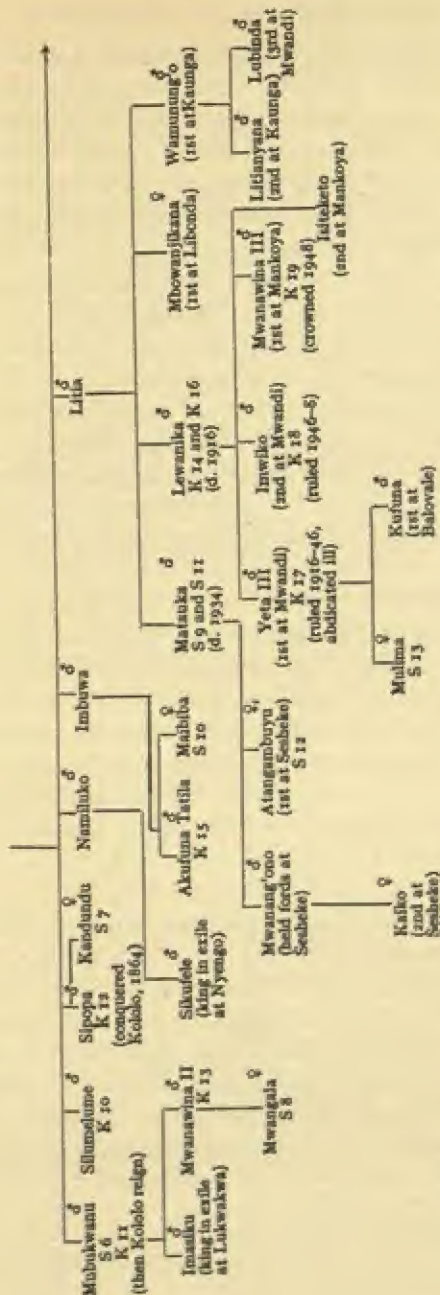 ♂
Mubukwanu
S 6
K 11
(then Kololo reign)
♂
Silumelume
K 10
♂
Sipopa
K 12
(conquered
Kololo, 1864)
♀
Kandundu
S 7
♂
Namiluko
♂
Imbuwa
♂
Litia
♂
Imasiku
(king in exile
at Lukwakwa)
♂
Mwanawina II
K 13
♀
Mwangala
S 8
♂
Sikufele
(king in exile
at Nyengo)
♂
Akufuna Tatila
K 15
♀
Maibiba
S 10
♂
Matauka
S 9 and S 11
(d. 1934)
♂
Lewanika
K 14 and K 16
(d. 1916)
♀
Mbowanjikana
(1st at Libonda)
♂
Wamunung'o
(1st at Kaunga)
♂
Mwanang'ono
(held fords at
Sesheke)
♀
Atangambuyu
(1st at Sesheke)
S 12
♀
Kaiko
(2nd at
Sesheke)
♂
Yeta III
(1st at Mwandi)
K 17
(ruled 1916-46,
abdicated ill)
♂
Imwiko
(2nd at Mwandi)
K 18
(ruled 1946-8)
♂
Mwanawina III
(1st at Mankoya)
K 19
(crowned 1948)
Isiteketo
(2nd at Mankoya)
♂
Litianyana
(2nd at Kaunga)
♂
Lubinda
(3rd at
Mwandi)
♀
Mulima
S 13
♂
Kufuna
(1st at
Balovale)